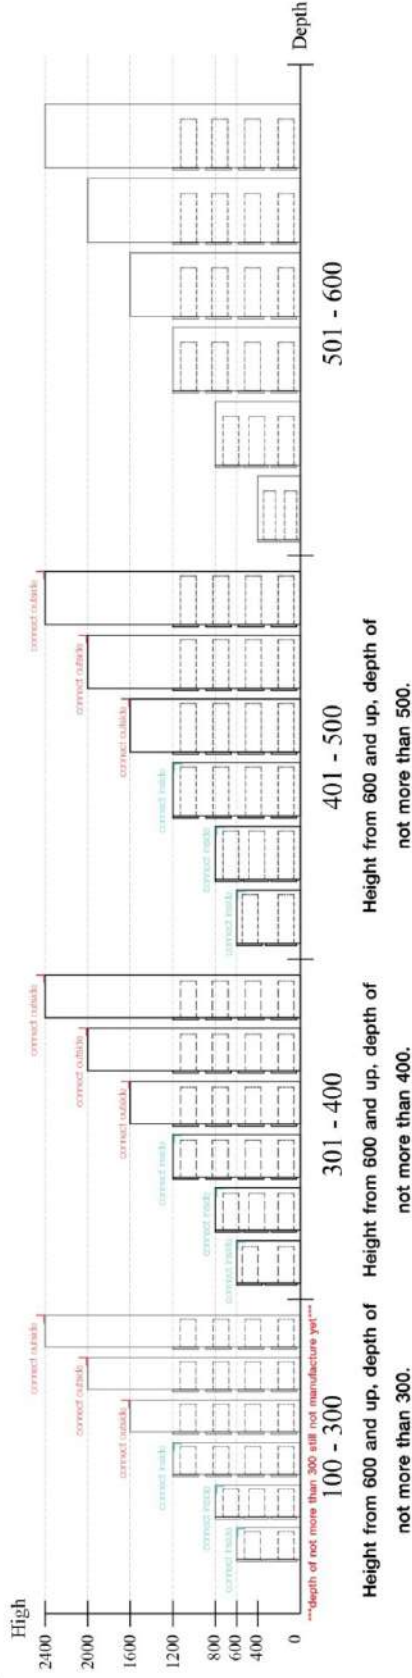 High
2400
2000
1600
1200
800
600
400
0
connect inside
connect inside
connect inside
connect outside
connect outside
connect outside
***depth of not more than 300 still not manufacture yet***
100 - 300
Height from 600 and up, depth of
not more than 300.
connect inside
connect inside
connect inside
connect outside
connect outside
connect outside
301 - 400
Height from 600 and up, depth of
not more than 400.
connect inside
connect inside
connect inside
connect outside
connect outside
connect outside
401 - 500
Height from 600 and up, depth of
not more than 500.
501 - 600
Depth